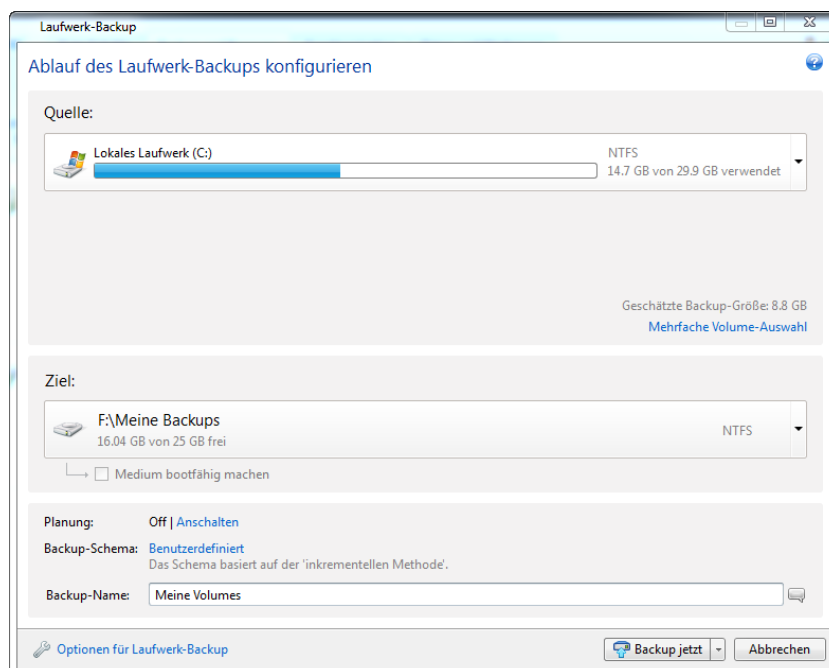 Laufwerk-Backup
Ablauf des Laufwerk-Backups konfigurieren
Quelle:
Lokales Laufwerk (C:)
NTFS
14.7 GB von 29.9 GB verwendet
Geschätzte Backup-Größe: 8.8 GB
Mehrfache Volume-Auswahl
Ziel:
F:\Meine Backups
16.04 GB von 25 GB frei
NTFS
Medium bootfähig machen
Planung: Off | Anschalten
Backup-Schema: Benutzerdefiniert
Das Schema basiert auf der 'inkrementellen Methode'.
Backup-Name: Meine Volumes
Optionen für Laufwerk-Backup
Backup jetzt
Abbrechen